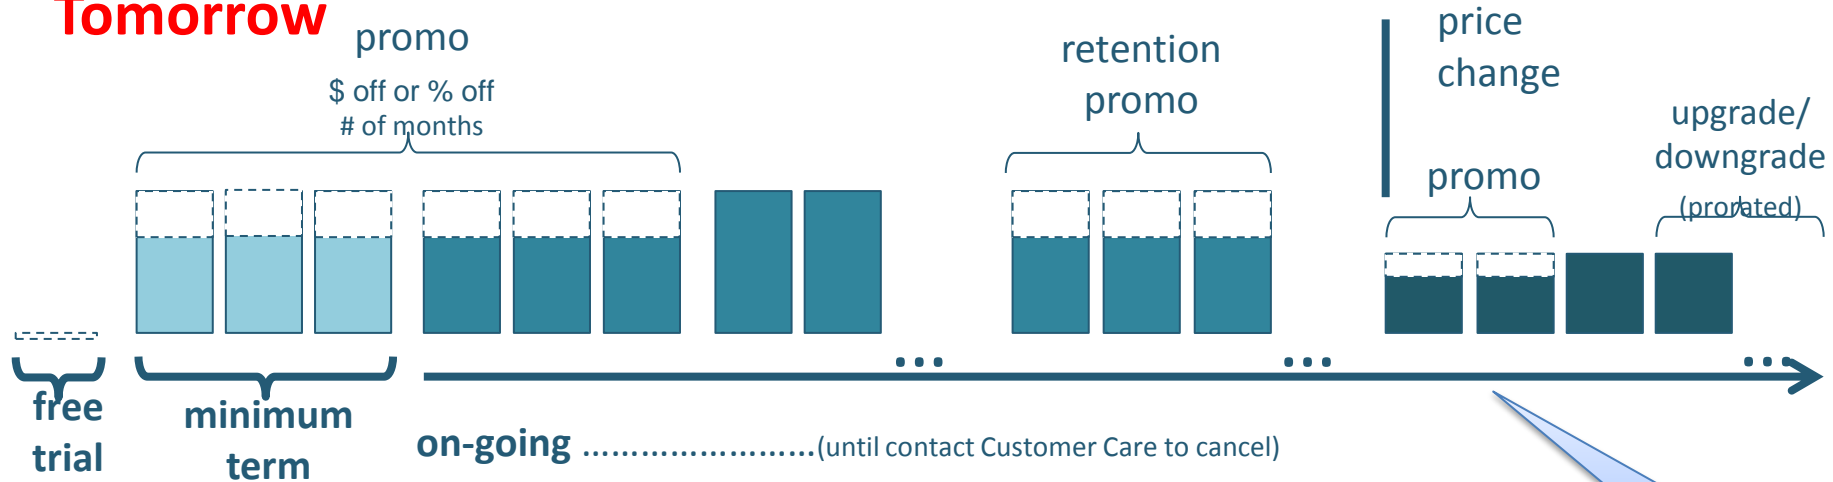 Tomorrow
promo
$ off or % off
# of months
retention
promo
price
change
promo
upgrade/
downgrade
(prorated)
...
...
...
free
trial
minimum
term
on-going ........................(until contact Customer Care to cancel)